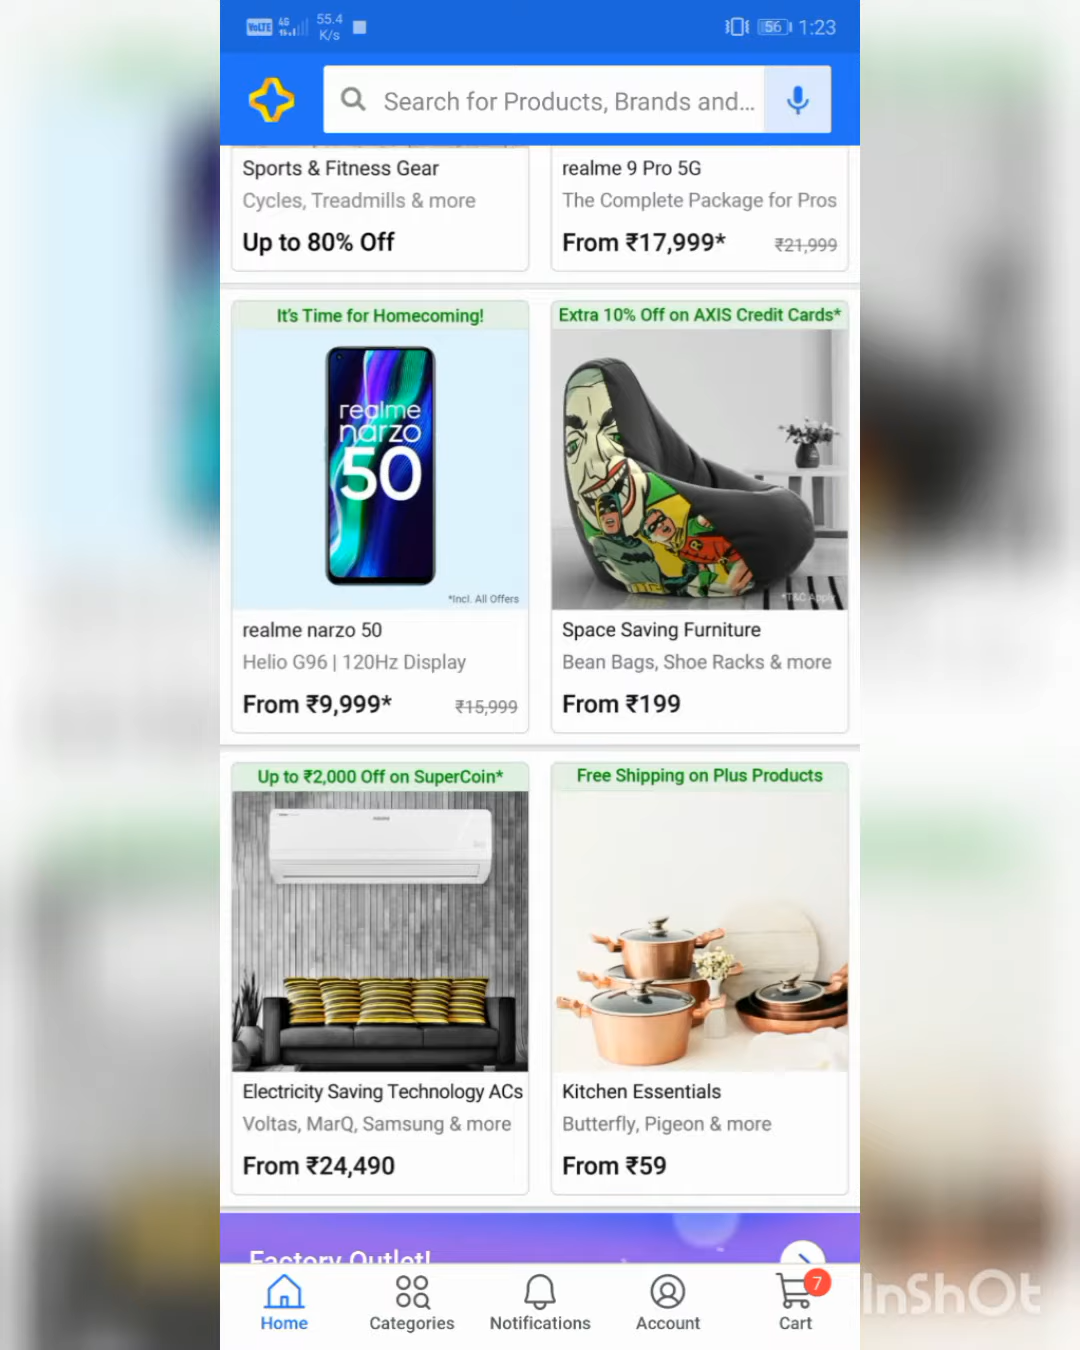 VoLTE 4G 55.4 K/s 56 1:23
Search for Products, Brands and...
Sports & Fitness Gear
Cycles, Treadmills & more
Up to 80% Off
realme 9 Pro 5G
The Complete Package for Pros
From ₹17,999* ₹21,999
It's Time for Homecoming!
realme
narzo
50
*Incl. All Offers
realme narzo 50
Helio G96 | 120Hz Display
From ₹9,999* ₹15,999
Extra 10% Off on AXIS Credit Cards*
R
*T&C Apply
Space Saving Furniture
Bean Bags, Shoe Racks & more
From ₹199
Up to ₹2,000 Off on SuperCoin*
Electricity Saving Technology ACs
Voltas, MarQ, Samsung & more
From ₹24,490
Free Shipping on Plus Products
Kitchen Essentials
Butterfly, Pigeon & more
From ₹59
Factory Outlet!
Home
Categories
Notifications
Account
7
Cart
InShOt